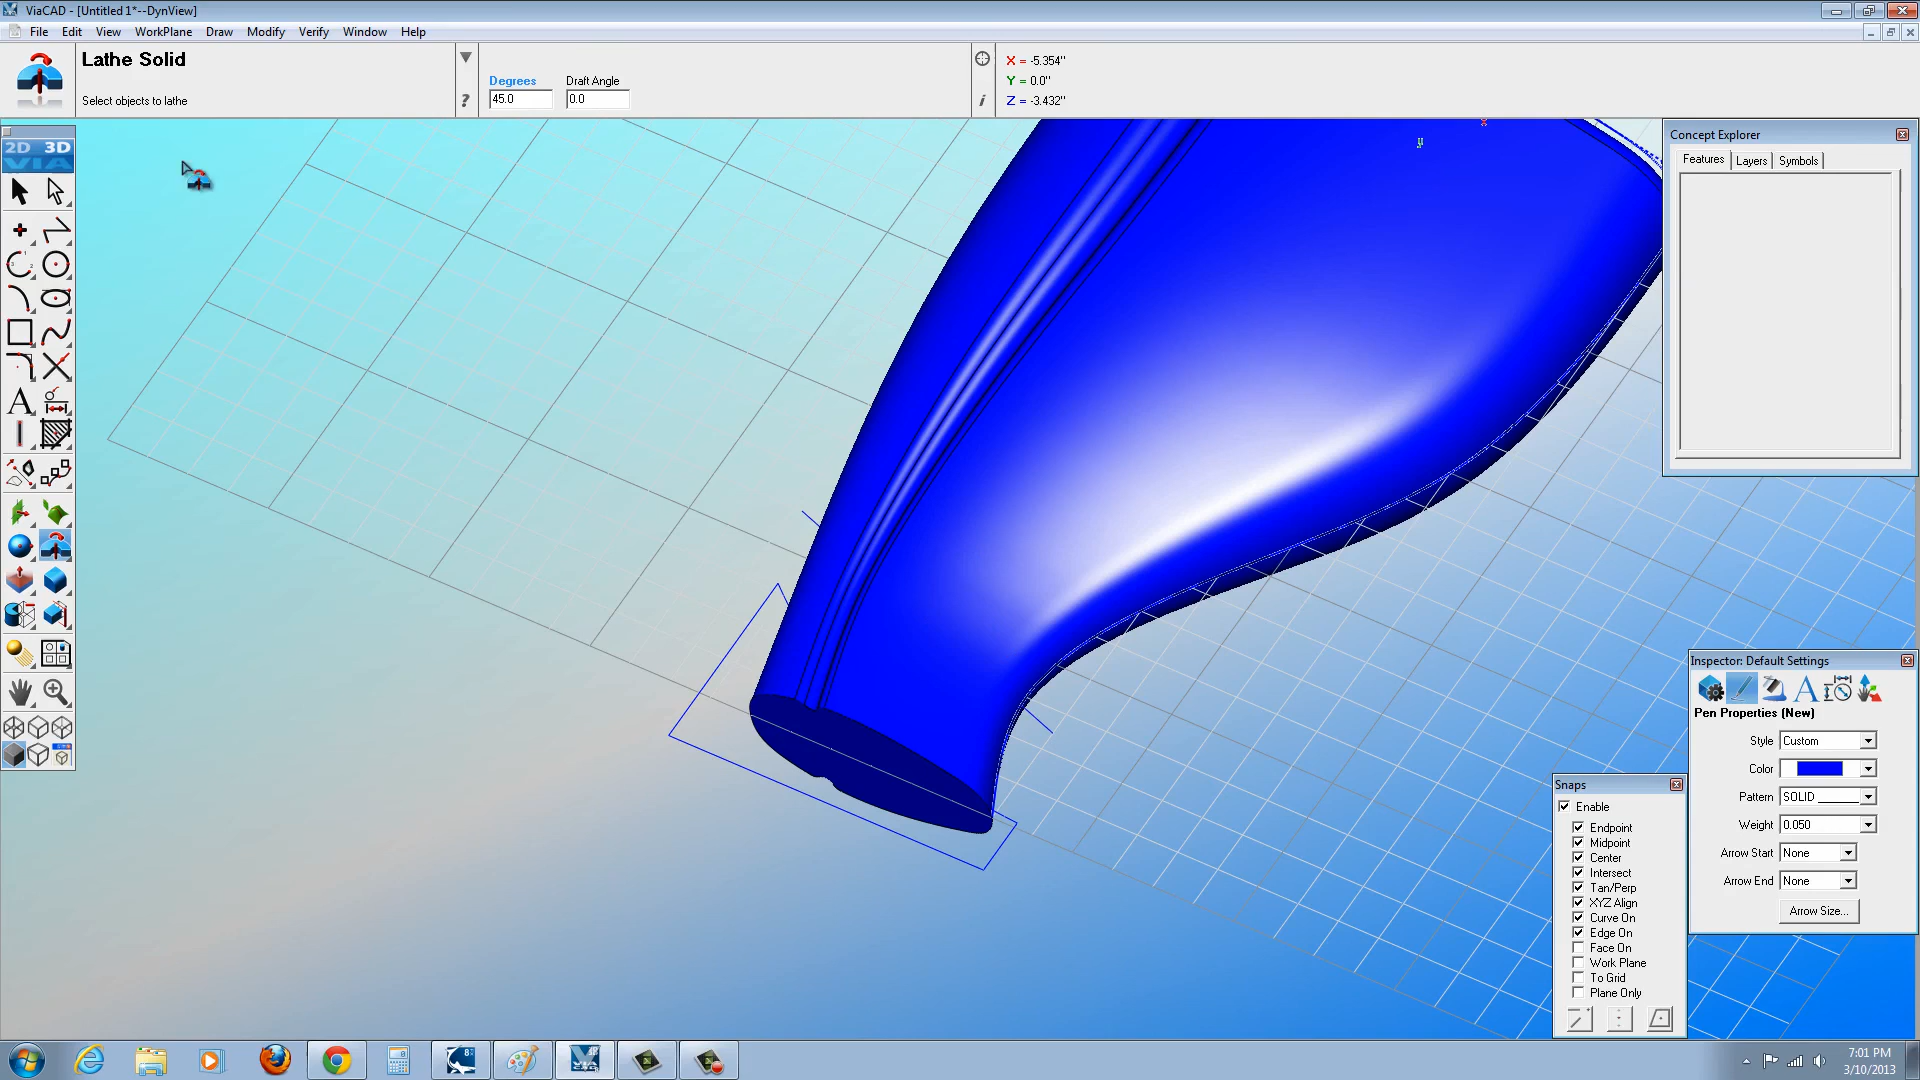 ViaCAD - [Untitled 1*--DynView]
File Edit View WorkPlane Draw Modify Verify Window Help
Lathe Solid
Select objects to lathe
?
Degrees
45.0
Draft Angle
0.0
i
X = -5.354"
Y = 0.0"
Z = -3.432"
2D 3D
VIA
A
x
y
Concept Explorer
Features Layers Symbols
Inspector: Default Settings
A
Pen Properties (New)
Style Custom
Color
Pattern SOLID
Weight 0.050
Arrow Start None
Arrow End None
Arrow Size...
Snaps
Enable
Endpoint
Midpoint
Center
Intersect
Tan/Perp
XYZ Align
Curve On
Edge On
Face On
Work Plane
To Grid
Plane Only
7:01 PM
3/10/2013